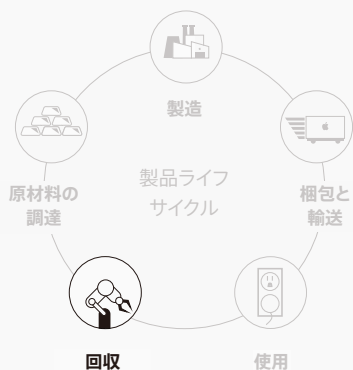 製造
原材料の
調達
製品ライフ
サイクル
梱包と
輸送
回収
使用